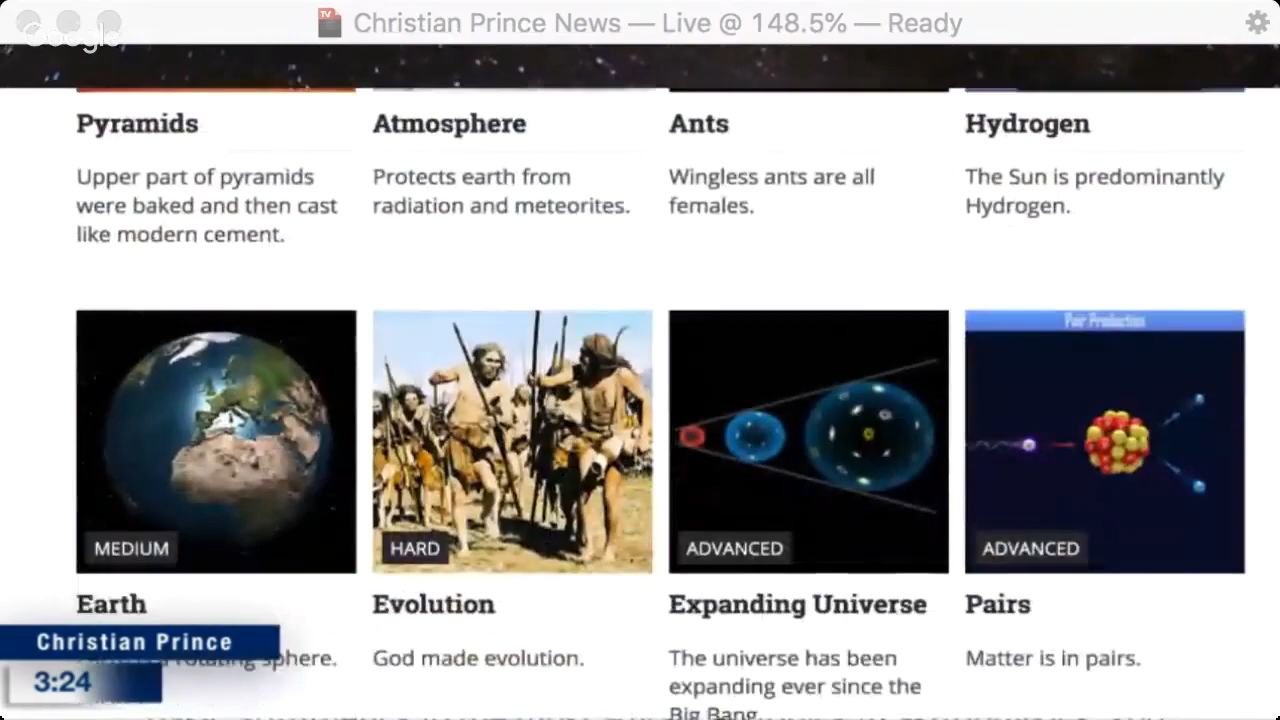 Christian Prince News — Live @ 148.5% — Ready
Google
Pyramids
Atmosphere
Ants
Hydrogen
Upper part of pyramids
were baked and then cast
like modern cement.
Protects earth from
radiation and meteorites.
Wingless ants are all
females.
The Sun is predominantly
Hydrogen.
Pair Production
MEDIUM
HARD
ADVANCED
ADVANCED
Earth
Evolution
Expanding Universe
Pairs
sphere.
God made evolution.
The universe has been
expanding ever since the
Big Bang
Matter is in pairs.
Christian Prince
3:24